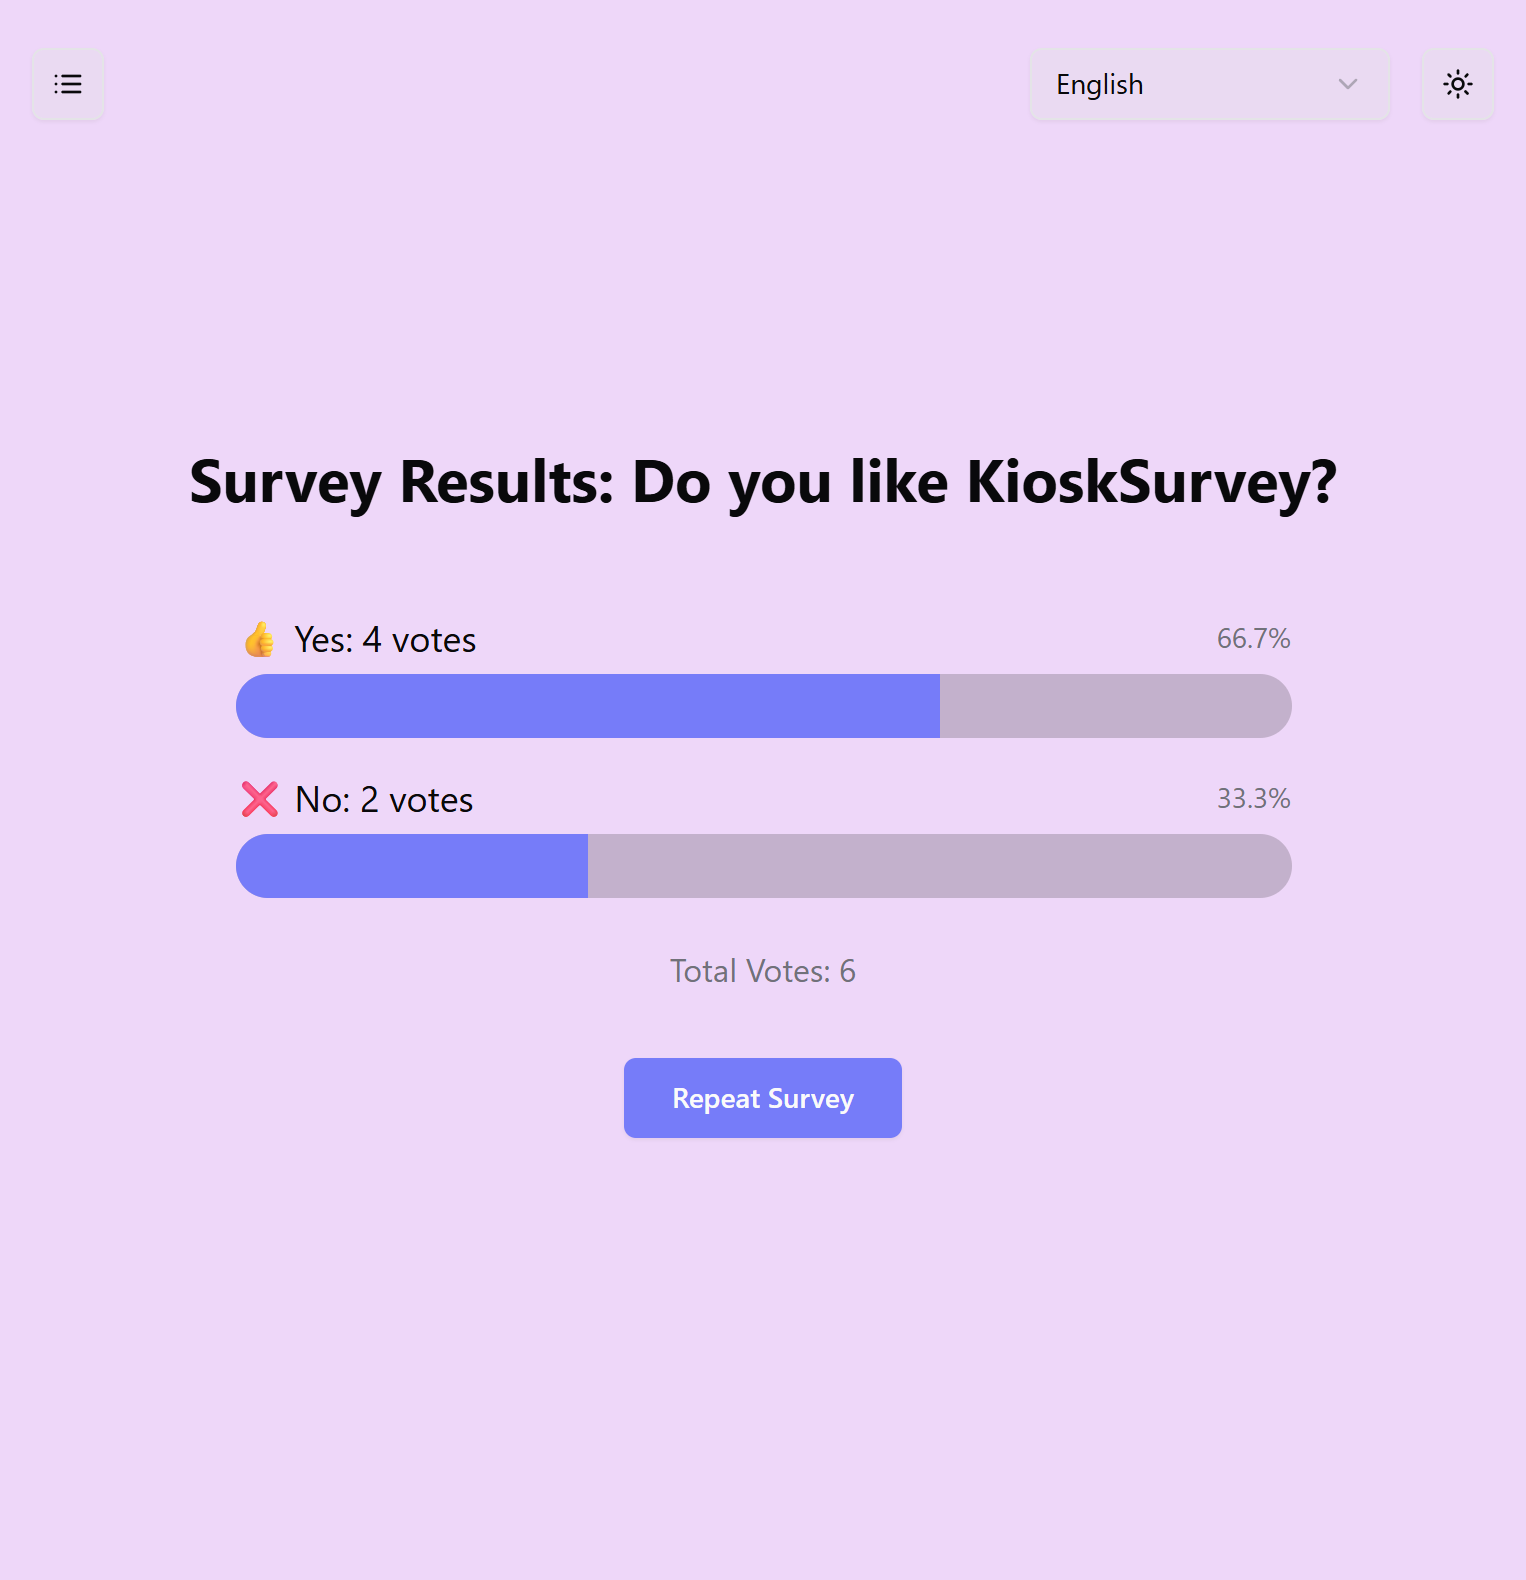 English
Survey Results: Do you like KioskSurvey?
👍 Yes: 4 votes 66.7%
❌ No: 2 votes 33.3%
Total Votes: 6
Repeat Survey